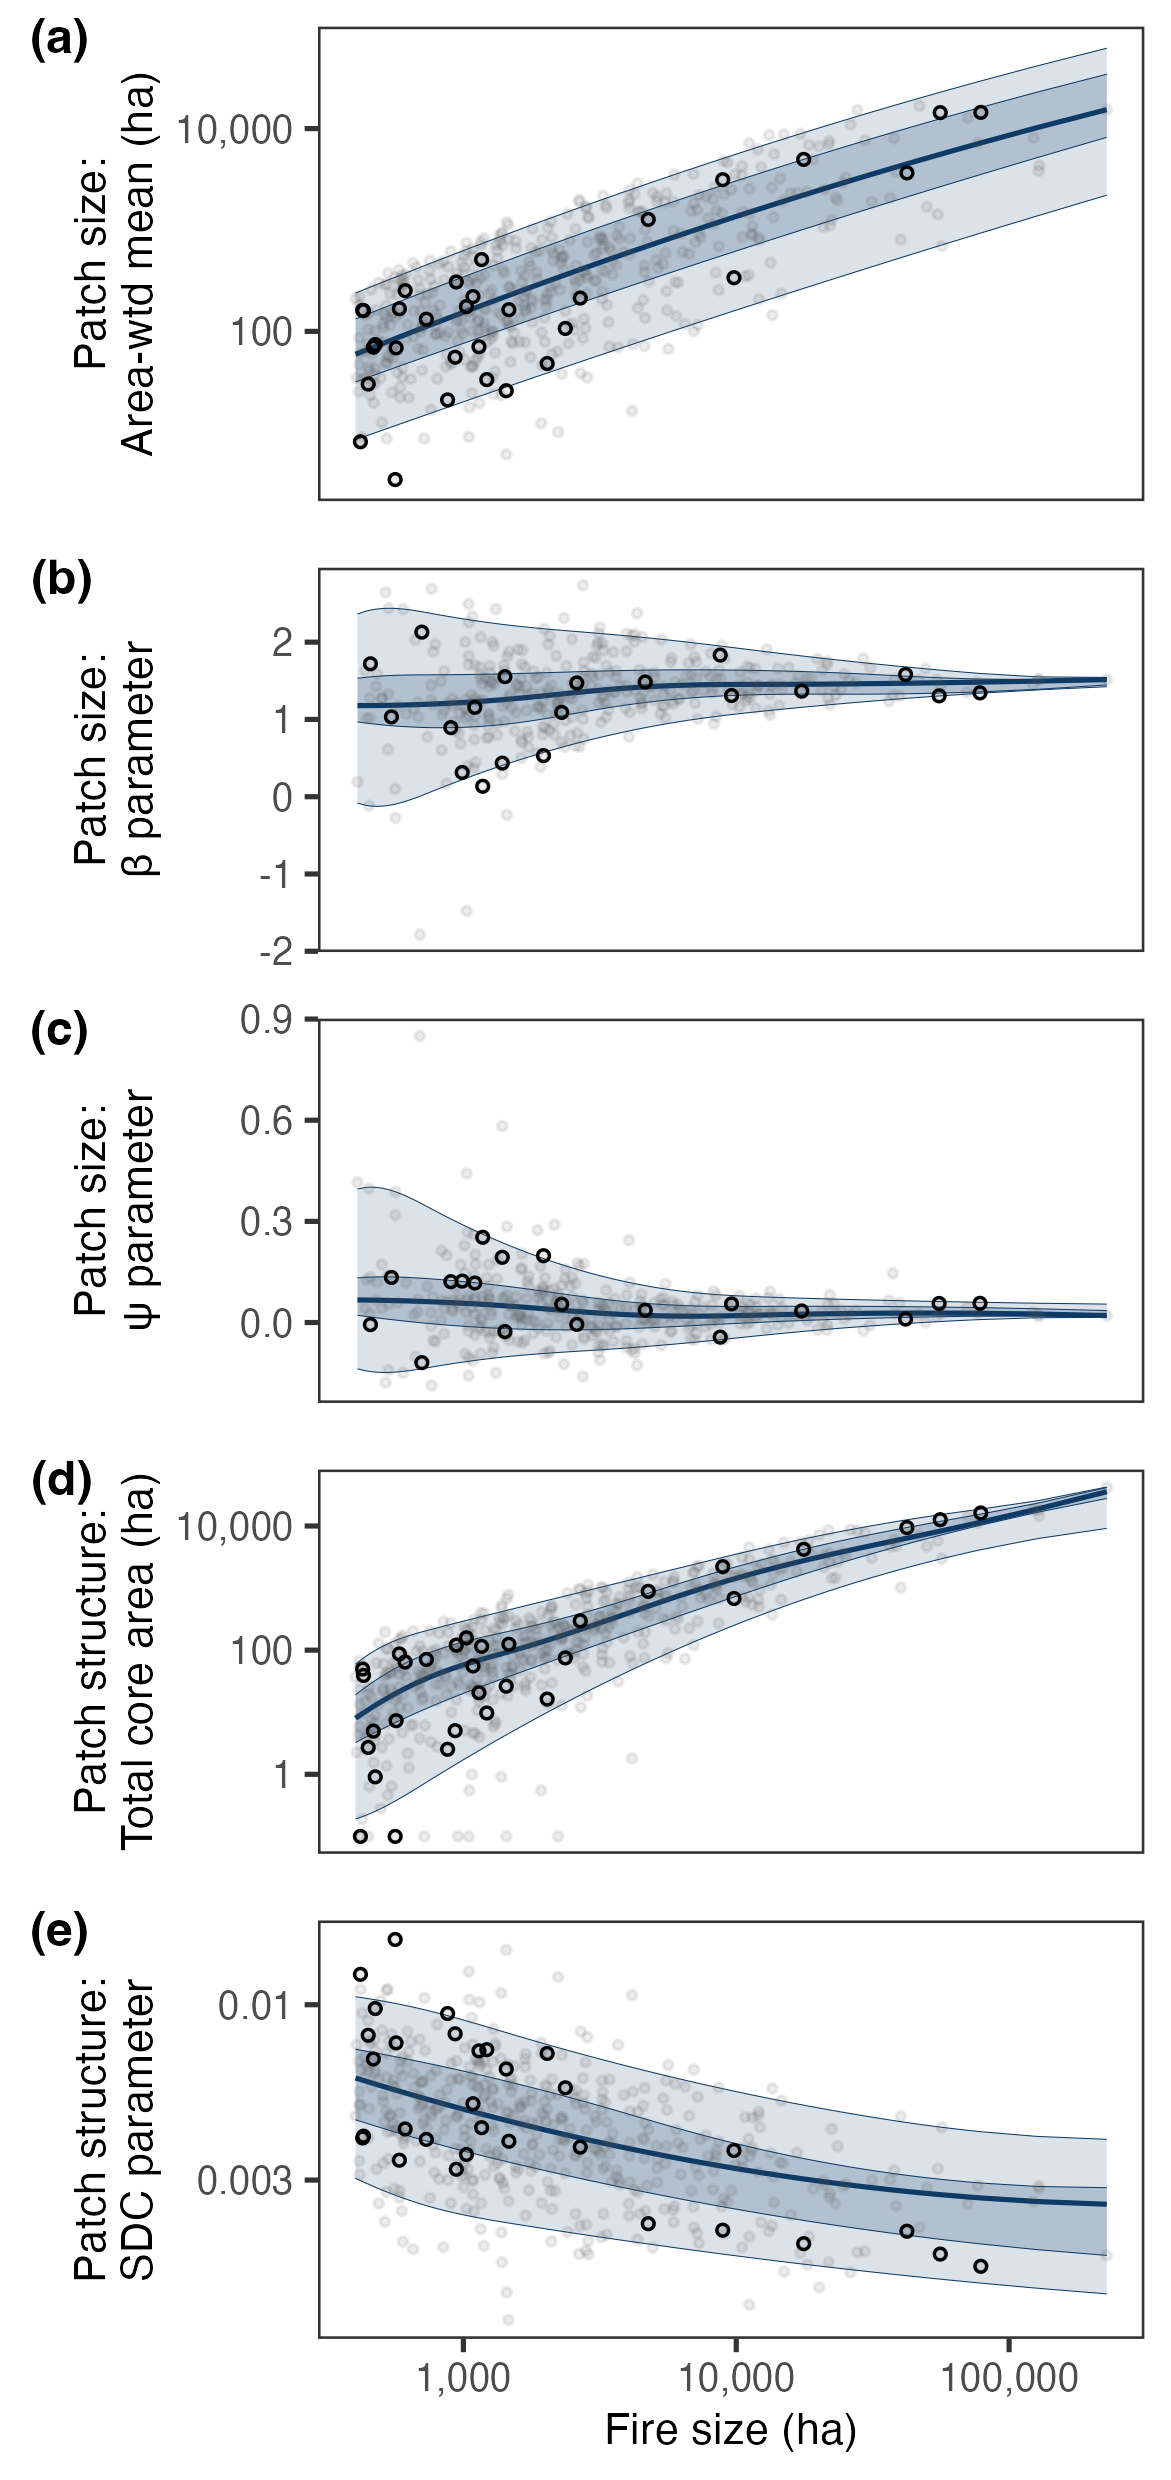 (a)
Patch size:
Area-wtd mean (ha)
10,000
100
(b)
Patch size:
β parameter
2
1
0
-1
-2
(c)
Patch size:
ψ parameter
0.9
0.6
0.3
0.0
(d)
Patch structure:
Total core area (ha)
10,000
100
1
(e)
Patch structure:
SDC parameter
0.01
0.003
1,000 10,000 100,000
Fire size (ha)